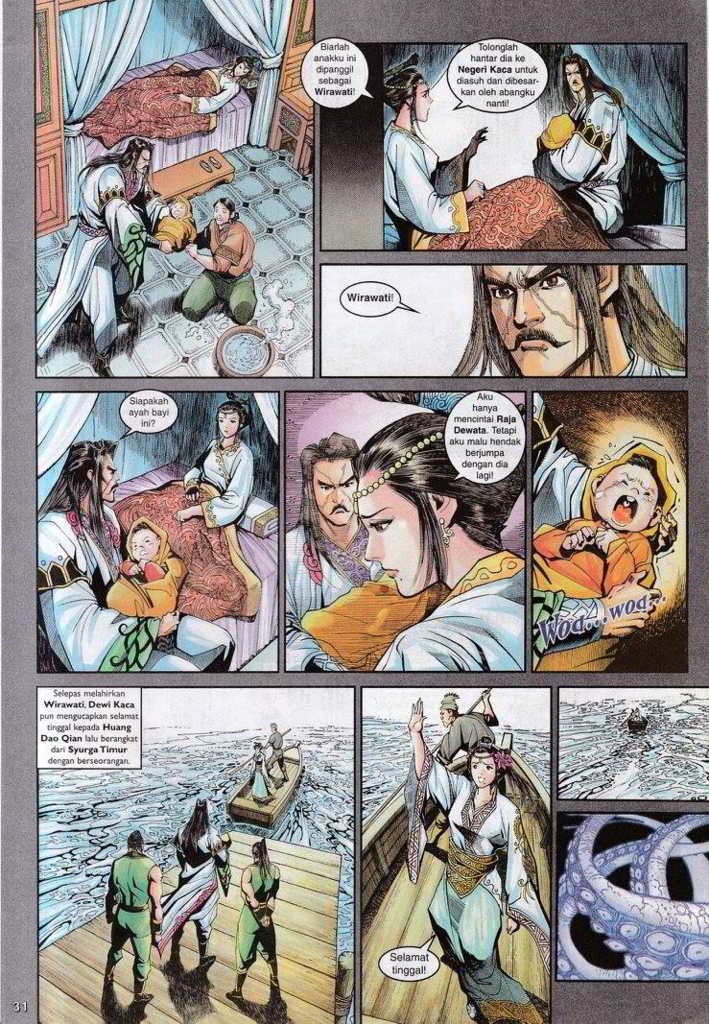 Biarlah
anakku ini
dipanggil
sebagai
Wirawati!
Tolonglah
hantar dia ke
Negeri Kaca untuk
diasuh dan dibesar-
kan oleh abangku
nanti!
Wirawati!
Siapakah
ayah bayi
ini?
Aku
hanya
mencintai Raja
Dewata. Tetapi
aku malu hendak
berjumpa
dengan dia
lagi!
Woa...woa...
Selepas melahirkan
Wirawati, Dewi Kaca
pun mengucapkan selamat
tinggal kepada Huang
Dao Qian lalu berangkat
dari Syurga Timur
dengan berseorangan.
Selamat
tinggal!
31